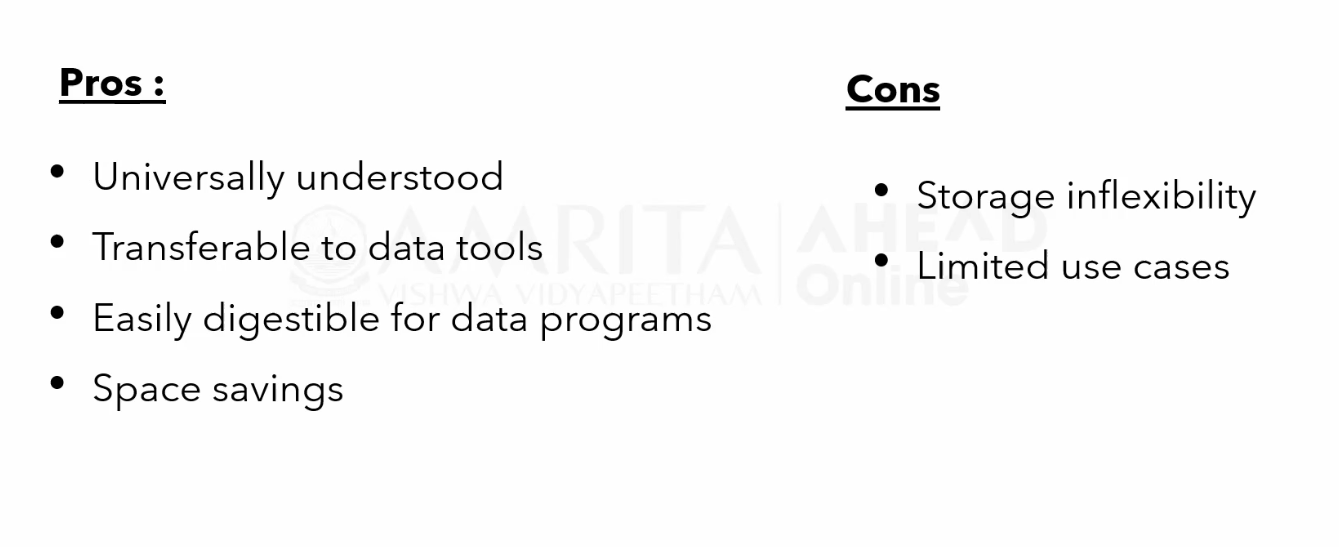 Pros :
• Universally understood
• Transferable to data tools
• Easily digestible for data programs
• Space savings
Cons
• Storage inflexibility
• Limited use cases
AMRITA
VISHWA VIDYAPEETHAM
AHEAD
Online